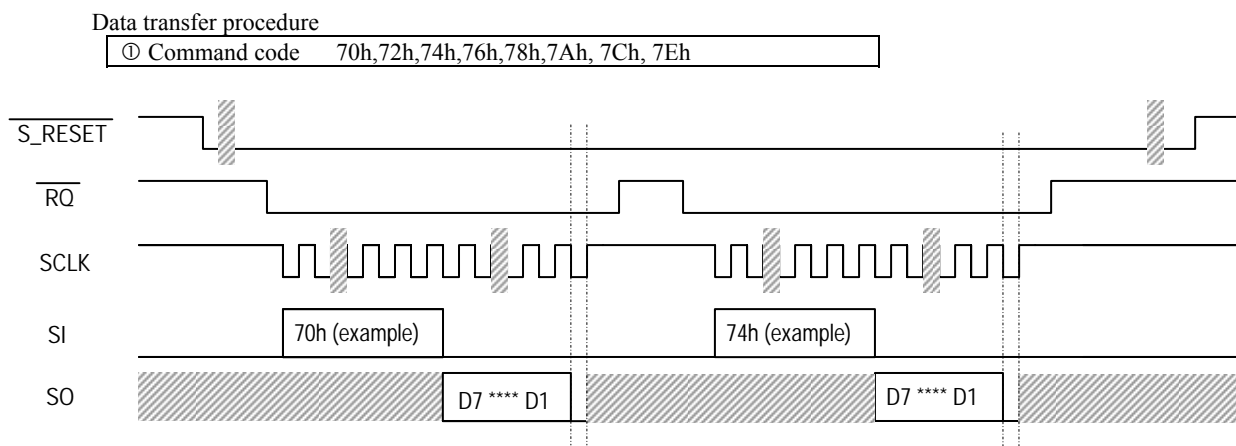 Data transfer procedure
① Command code 70h,72h,74h,76h,78h,7Ah, 7Ch, 7Eh
S_RESET
RQ
SCLK
SI
70h (example)
74h (example)
SO
D7 **** D1
D7 **** D1